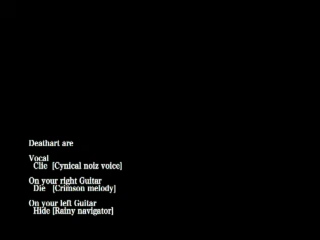 Deathari are
Vocal
Clie [Cynical noiz voice]
On your right Guitar
Die [Crimson melody]
On your left Guitar
Hide [Rainy navigator]